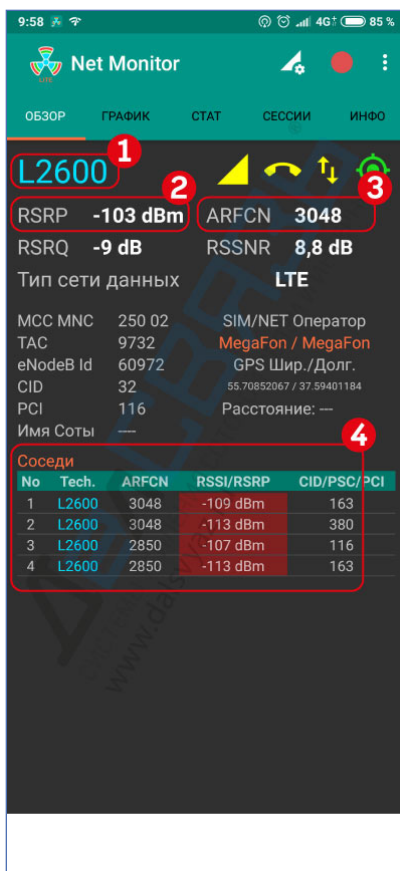 9:58 4G+ 85 %
LITE Net Monitor
ОБЗОР ГРАФИК СТАТ СЕССИИ ИНФО
1
L2600
2 3
RSRP -103 dBm ARFCN 3048
RSRQ -9 dB RSSNR 8,8 dB
Тип сети данных LTE
MCC MNC 250 02 SIM/NET Оператор
TAC 9732 MegaFon / MegaFon
eNodeB Id 60972 GPS Шир./Долг.
CID 32 55.70852067 / 37.59401184
PCI 116 Расстояние: ---
Имя Соты ----
4
Соседи
No Tech. ARFCN RSSI/RSRP CID/PSC/PCI
1 L2600 3048 -109 dBm 163
2 L2600 3048 -113 dBm 380
3 L2600 2850 -107 dBm 116
4 L2600 2850 -113 dBm 163